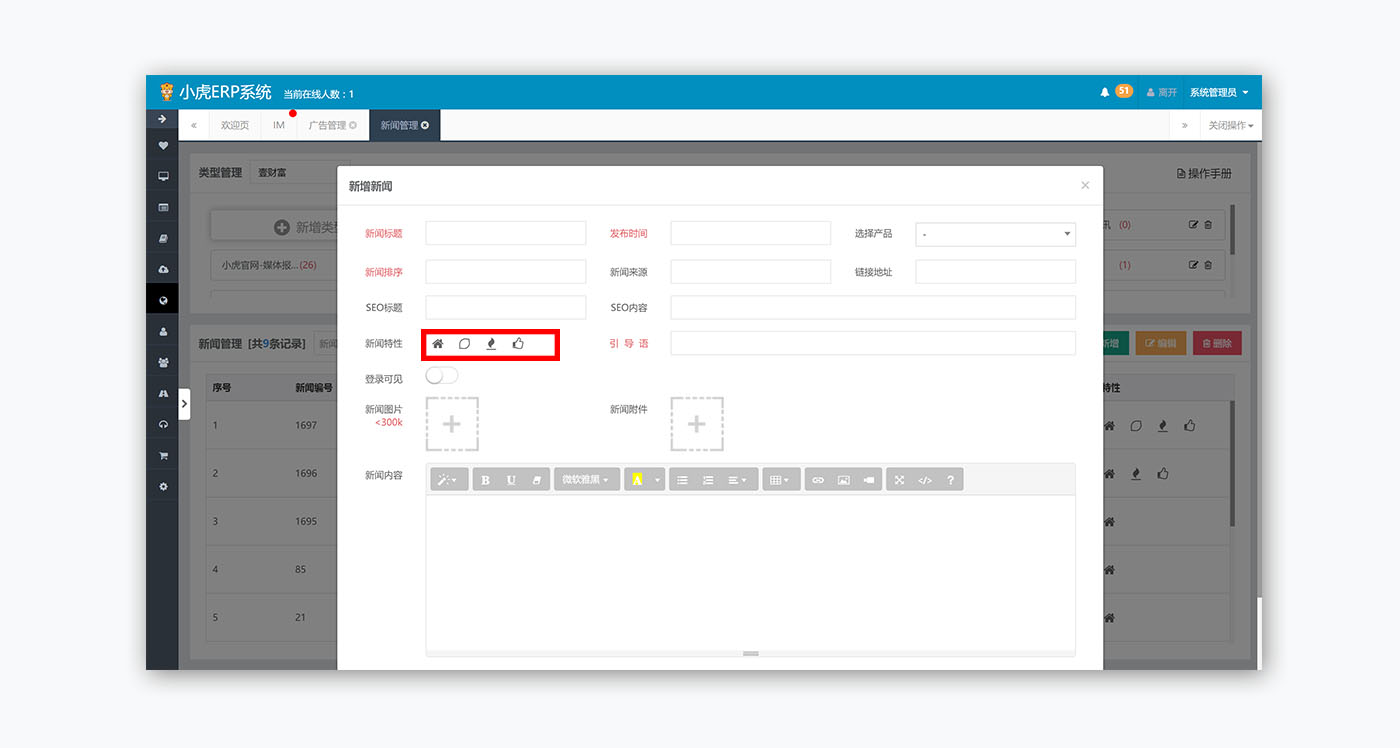 小虎ERP系统 当前在线人数：1 51 离开 系统管理员
« 欢迎页 IM 广告管理 新闻管理 » 关闭操作
类型管理 壹财富 操作手册
新增新闻 ×
新增类型
讯 (0)
小虎官网-媒体报...(26) (1)
新闻标题 发布时间 选择产品 -
新闻排序 新闻来源 链接地址
SEO标题 SEO内容
新闻特性 引 导 语
登录可见
新闻图片 新闻附件
<300k
新闻内容 B U 微软雅黑 A </> ?
新闻管理 [共9条记录] 新闻 新增 编辑 删除
序号 新闻编号 特性
1 1697
2 1696
3 1695
4 85
5 21